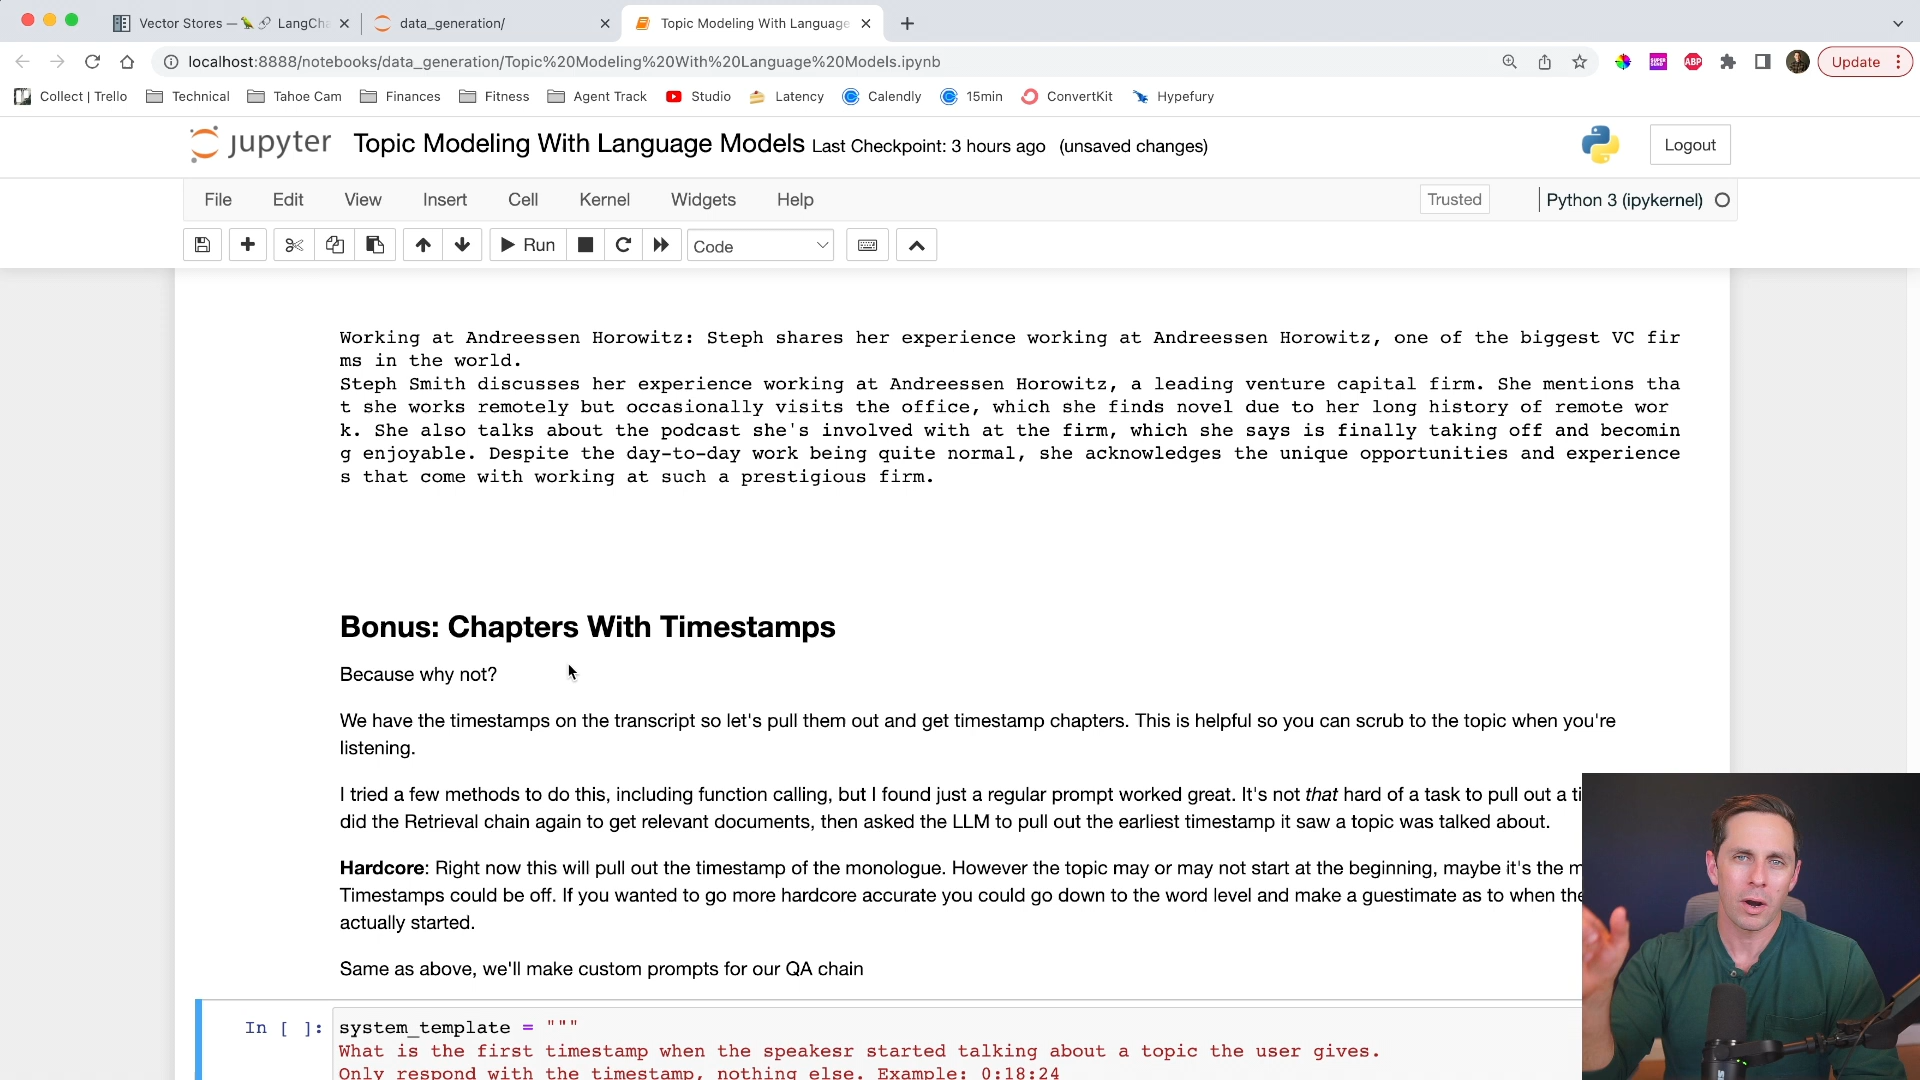 Vector Stores — 🦜🔗 LangCha
data_generation/
Topic Modeling With Language
localhost:8888/notebooks/data_generation/Topic%20Modeling%20With%20Language%20Models.ipynb
Update
Collect | Trello
Technical
Tahoe Cam
Finances
Fitness
Agent Track
Studio
Latency
Calendly
15min
ConvertKit
Hypefury
jupyter Topic Modeling With Language Models Last Checkpoint: 3 hours ago (unsaved changes)
Logout
File Edit View Insert Cell Kernel Widgets Help
Trusted
Python 3 (ipykernel)
Run
Code
Working at Andreessen Horowitz: Steph shares her experience working at Andreessen Horowitz, one of the biggest VC fir
ms in the world.
Steph Smith discusses her experience working at Andreessen Horowitz, a leading venture capital firm. She mentions tha
t she works remotely but occasionally visits the office, which she finds novel due to her long history of remote wor
k. She also talks about the podcast she's involved with at the firm, which she says is finally taking off and becomin
g enjoyable. Despite the day-to-day work being quite normal, she acknowledges the unique opportunities and experience
s that come with working at such a prestigious firm.
Bonus: Chapters With Timestamps
Because why not?
We have the timestamps on the transcript so let's pull them out and get timestamp chapters. This is helpful so you can scrub to the topic when you're
listening.
I tried a few methods to do this, including function calling, but I found just a regular prompt worked great. It's not that hard of a task to pull out a ti
did the Retrieval chain again to get relevant documents, then asked the LLM to pull out the earliest timestamp it saw a topic was talked about.
Hardcore: Right now this will pull out the timestamp of the monologue. However the topic may or may not start at the beginning, maybe it's the m
Timestamps could be off. If you wanted to go more hardcore accurate you could go down to the word level and make a guestimate as to when the
actually started.
Same as above, we'll make custom prompts for our QA chain
In [ ]: system_template = """
What is the first timestamp when the speakesr started talking about a topic the user gives.
Only respond with the timestamp, nothing else. Example: 0:18:24